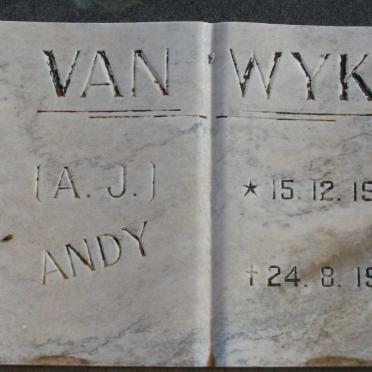 VAN WYK
(A. J.) * 15. 12. 19
ANDY † 24. 8. 19